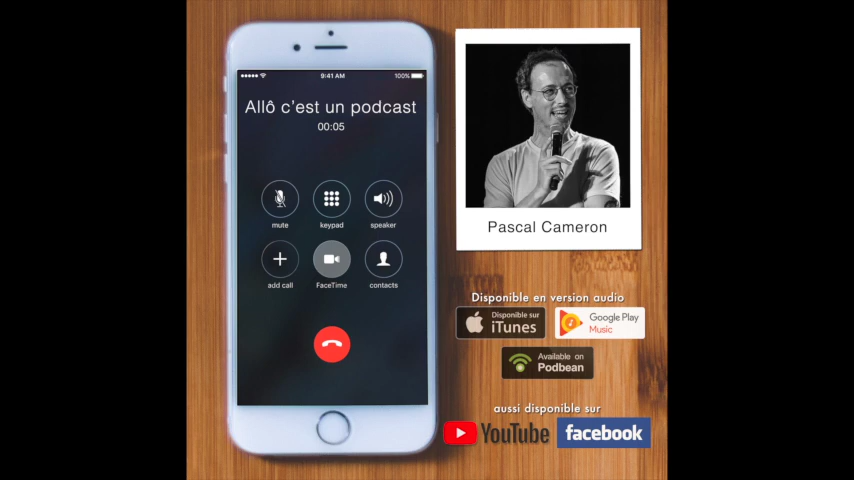 9:41 AM
100%
Allô c'est un podcast
00:05
mute
keypad
speaker
add call
FaceTime
contacts
Pascal Cameron
Disponible en version audio
Disponible sur
iTunes
Google Play
Music
Available on
Podbean
aussi disponible sur
YouTube
facebook